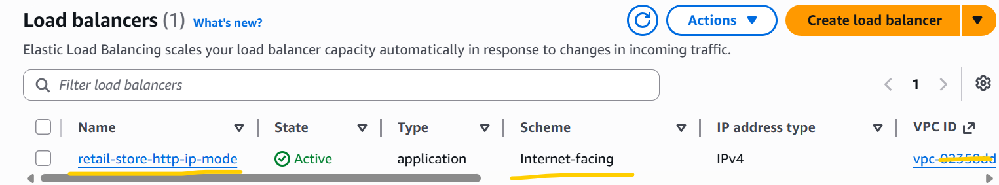 Load balancers (1) What's new?
Actions
Create load balancer
Elastic Load Balancing scales your load balancer capacity automatically in response to changes in incoming traffic.
Filter load balancers
1
Name State Type Scheme IP address type VPC ID
retail-store-http-ip-mode Active application Internet-facing IPv4